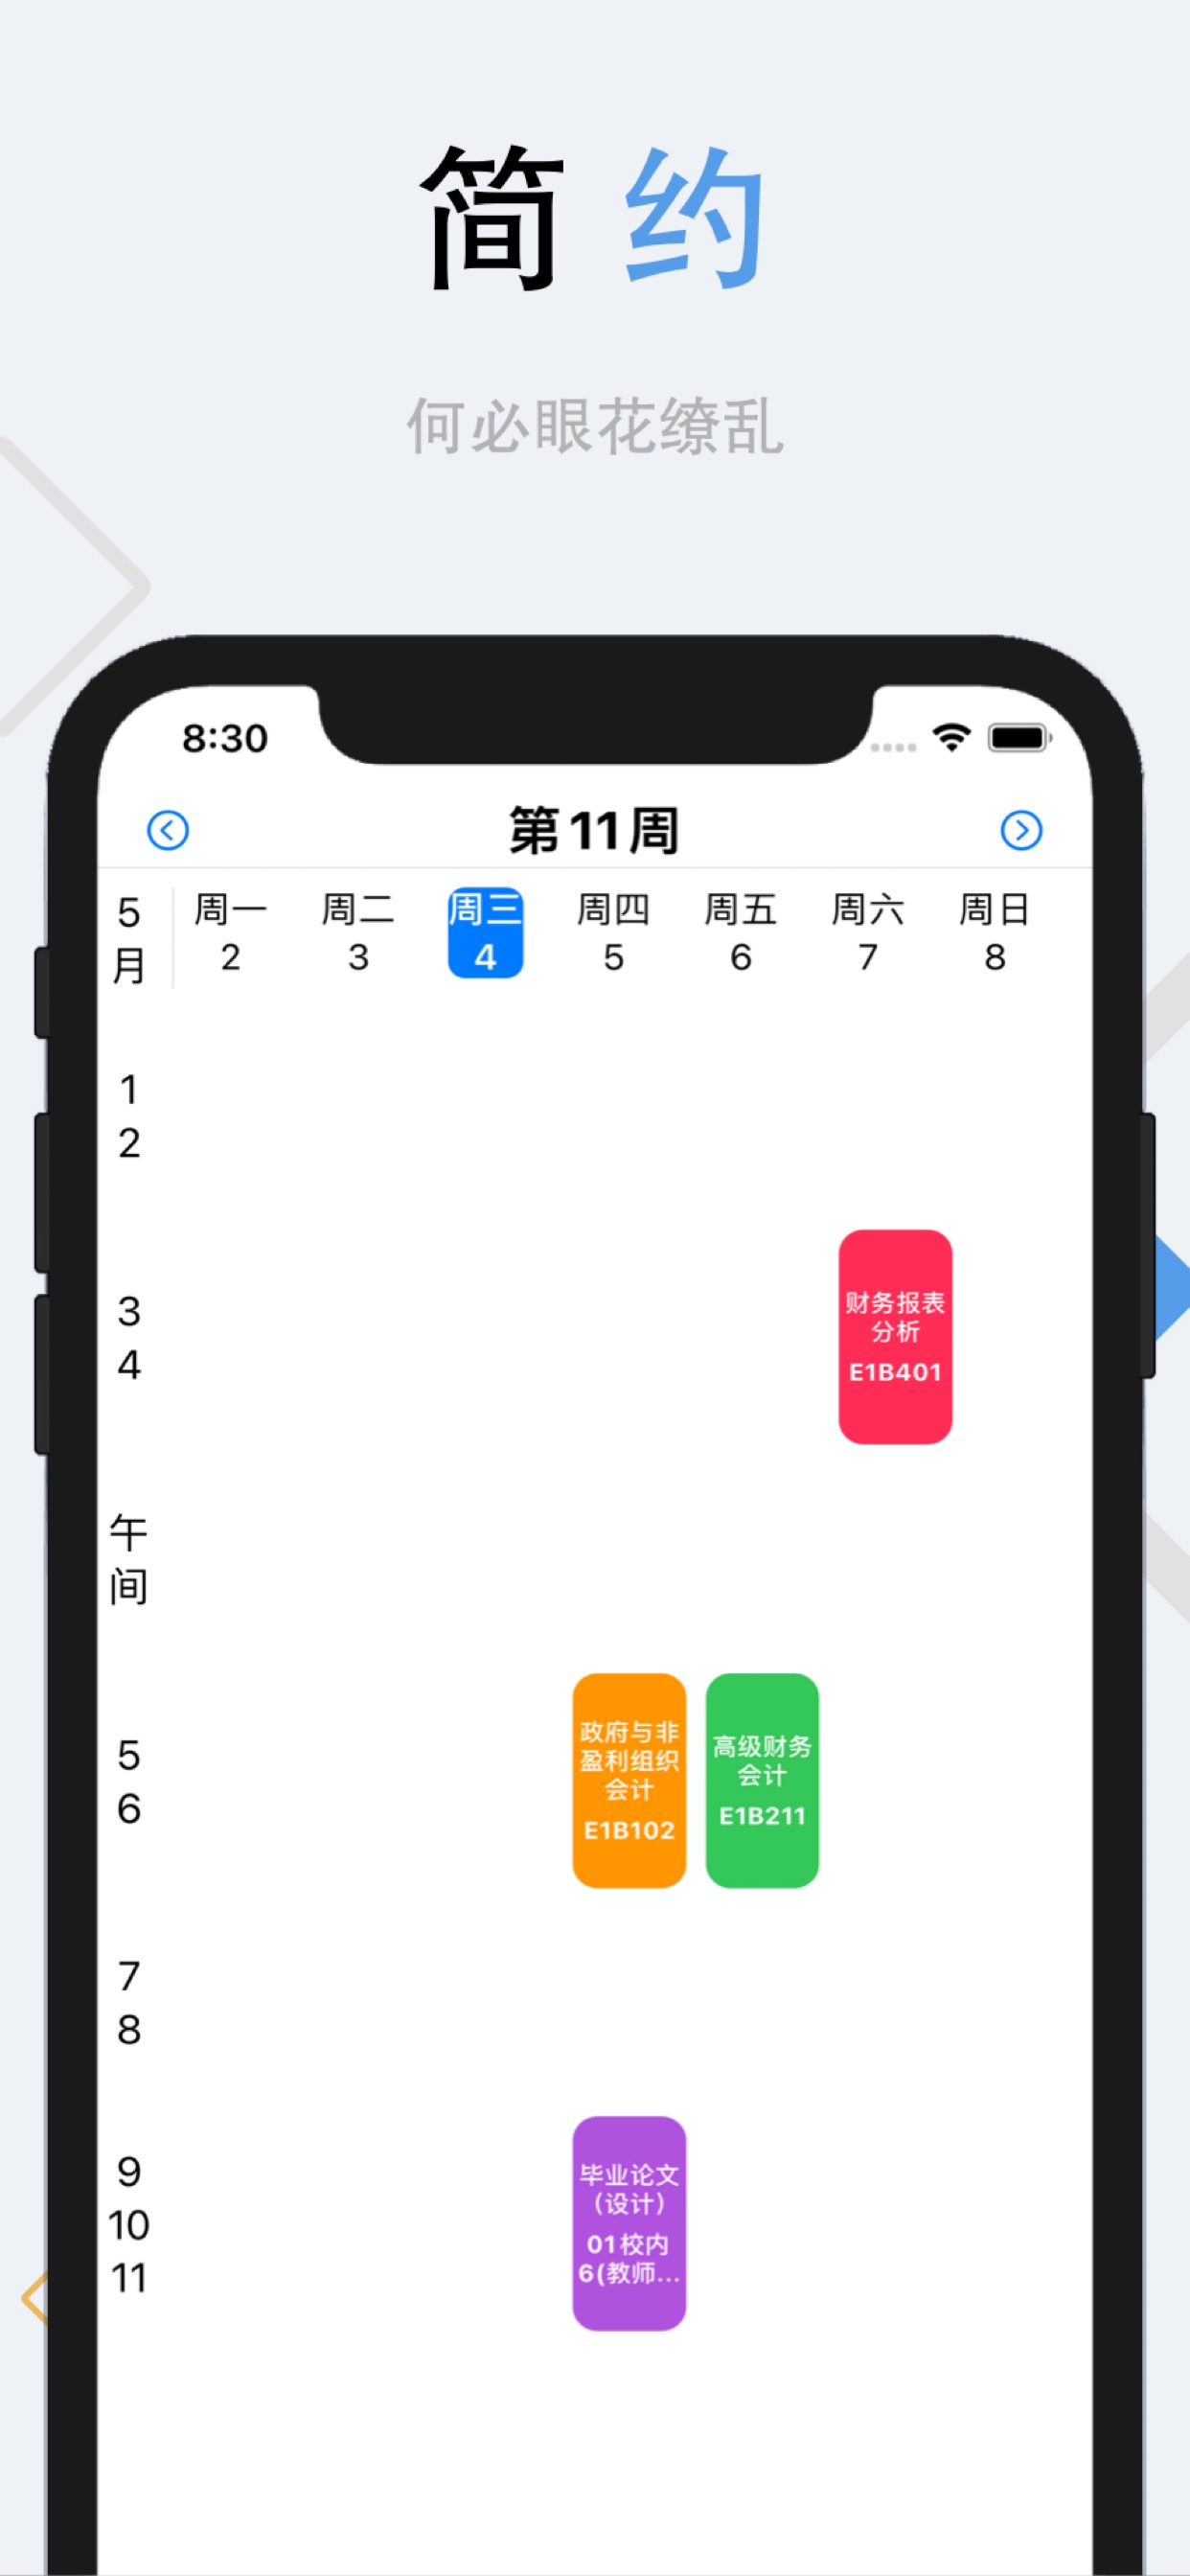 简约
何必眼花缭乱
8:30
第11周
5月
周一 周二 周三 周四 周五 周六 周日
2 3 4 5 6 7 8
1
2
3
4
财务报表
分析
E1B401
午
间
5
6
政府与非
盈利组织
会计
E1B102
高级财务
会计
E1B211
7
8
9
10
11
毕业论文
（设计）
01校内
6(教师...